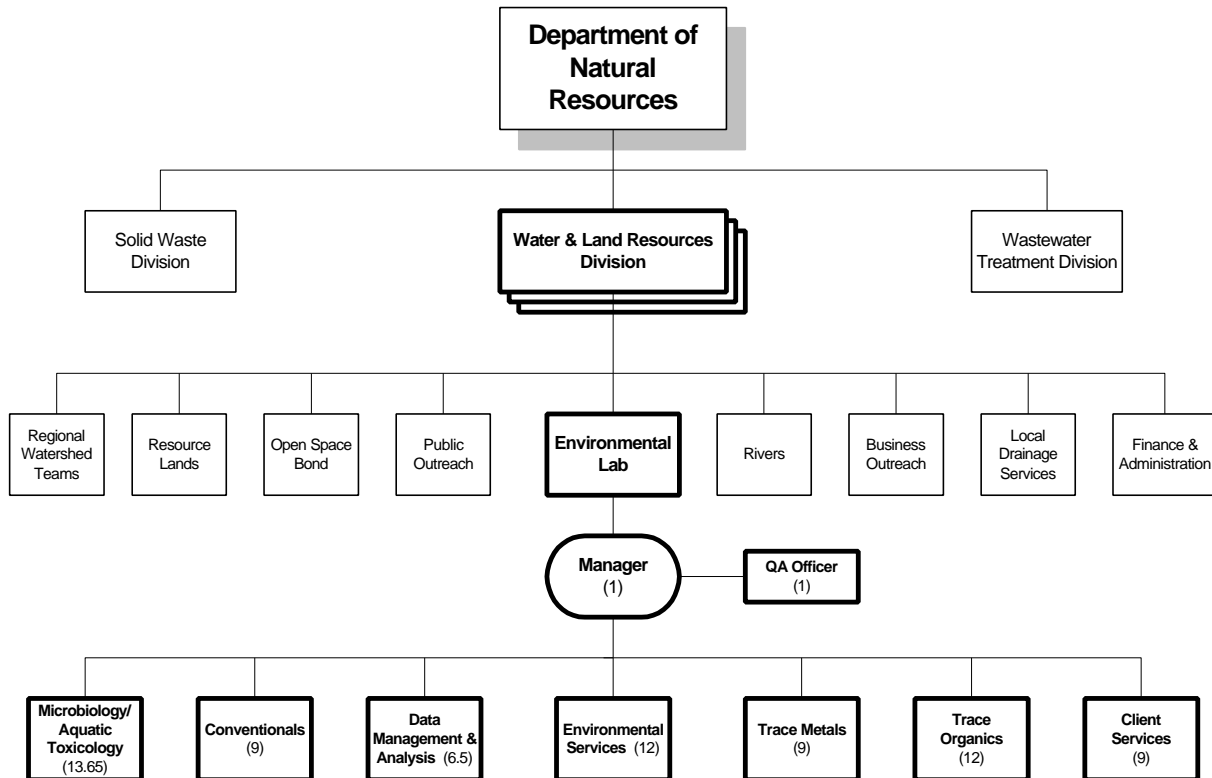 Department of
Natural
Resources
Solid Waste
Division
Water & Land Resources
Division
Wastewater
Treatment Division
Regional
Watershed
Teams
Resource
Lands
Open Space
Bond
Public
Outreach
Environmental
Lab
Rivers
Business
Outreach
Local
Drainage
Services
Finance &
Administration
Manager
(1)
QA Officer
(1)
Microbiology/
Aquatic
Toxicology
(13.65)
Conventionals
(9)
Data
Management &
Analysis (6.5)
Environmental
Services (12)
Trace Metals
(9)
Trace
Organics
(12)
Client
Services
(9)